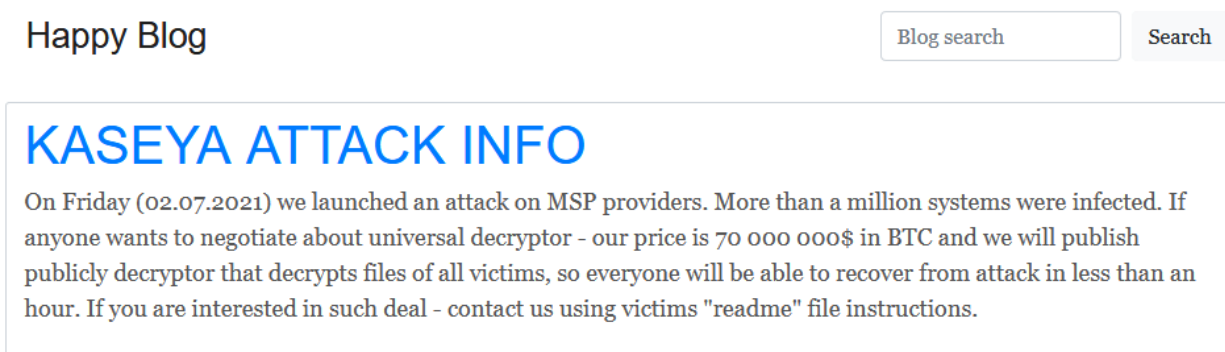 Happy Blog
Blog search
Search
KASEYA ATTACK INFO
On Friday (02.07.2021) we launched an attack on MSP providers. More than a million systems were infected. If
anyone wants to negotiate about universal decryptor - our price is 70 000 000$ in BTC and we will publish
publicly decryptor that decrypts files of all victims, so everyone will be able to recover from attack in less than an
hour. If you are interested in such deal - contact us using victims "readme" file instructions.